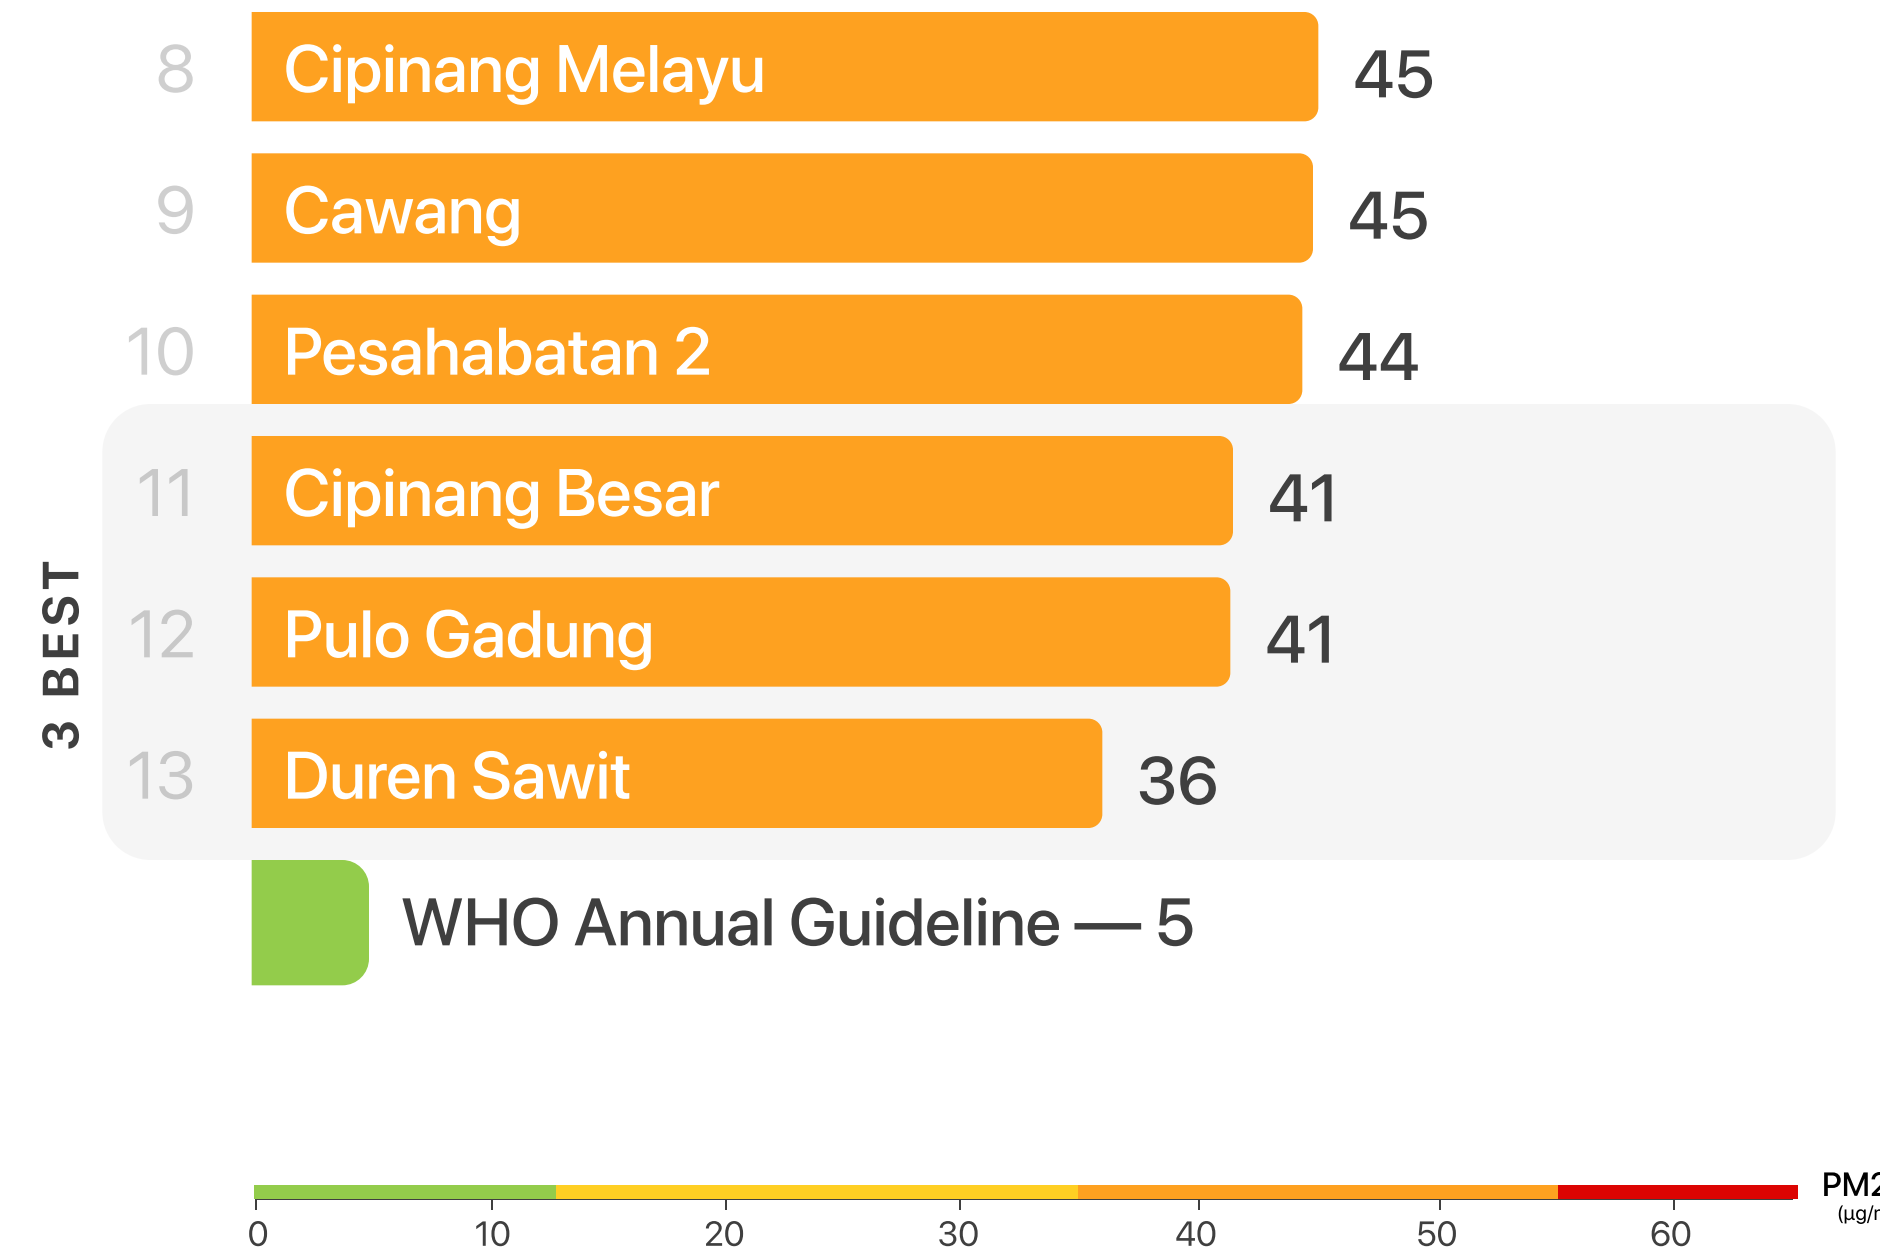 8 Cipinang Melayu 45
9 Cawang 45
10 Pesahabatan 2 44
11 Cipinang Besar 41
12 Pulo Gadung 41
13 Duren Sawit 36
3 BEST
WHO Annual Guideline — 5
0 10 20 30 40 50 60